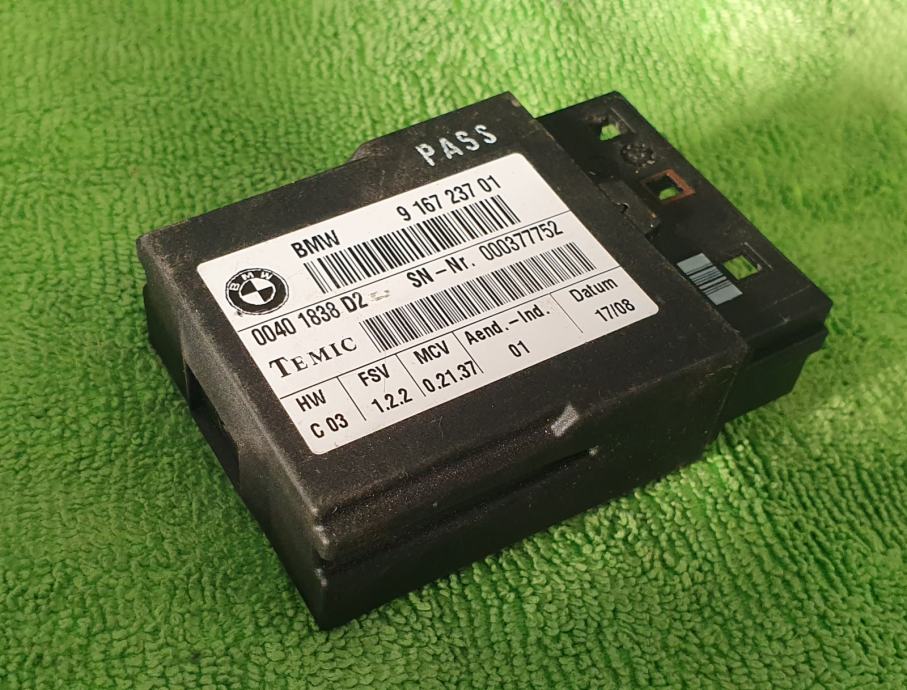 PASS
BMW 9 167 237 01
BMW
SN-Nr. 000377752
0040 1838 D2
TEMIC
HW FSV MCV Aend.-Ind. Datum
C 03 1.2.2 0.21.37 01 17/08